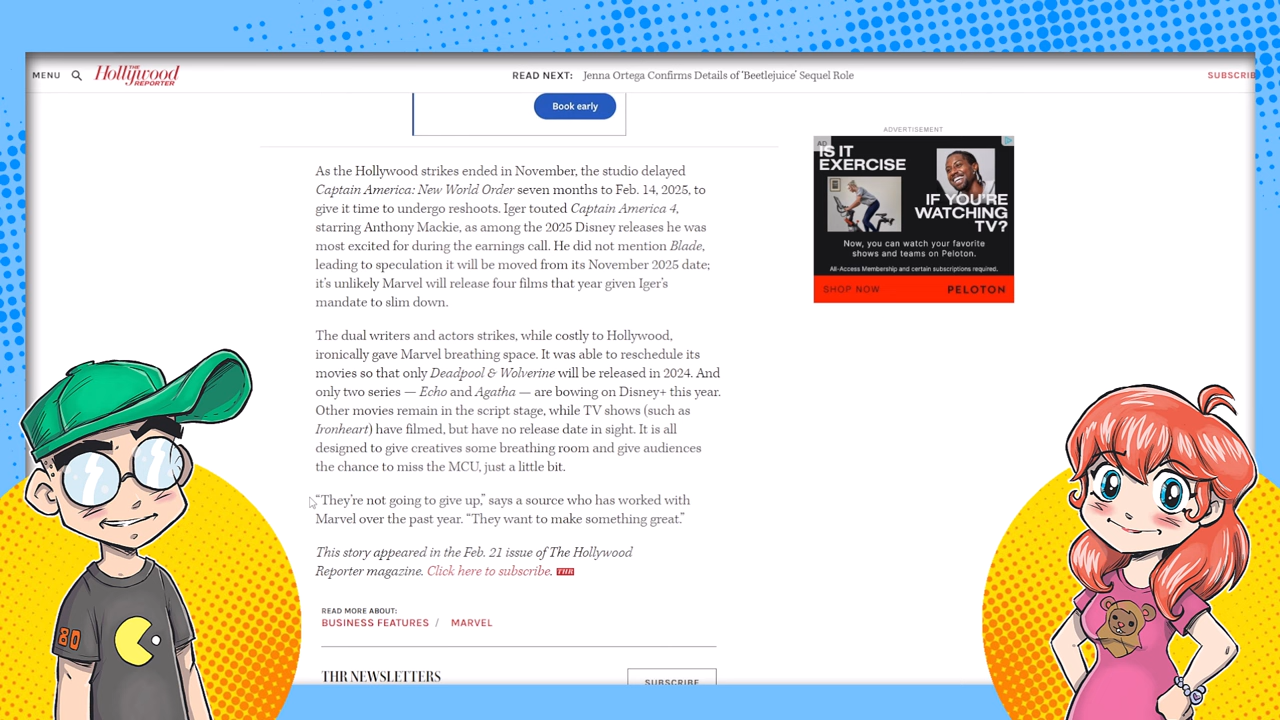 MENU
THE
Hollywood
REPORTER
READ NEXT: Jenna Ortega Confirms Details of 'Beetlejuice' Sequel Role
SUBSCRIB
Book early
As the Hollywood strikes ended in November, the studio delayed
Captain America: New World Order seven months to Feb. 14, 2025, to
give it time to undergo reshoots. Iger touted Captain America 4,
starring Anthony Mackie, as among the 2025 Disney releases he was
most excited for during the earnings call. He did not mention Blade,
leading to speculation it will be moved from its November 2025 date;
it's unlikely Marvel will release four films that year given Iger's
mandate to slim down.
The dual writers and actors strikes, while costly to Hollywood,
ironically gave Marvel breathing space. It was able to reschedule its
movies so that only Deadpool & Wolverine will be released in 2024. And
only two series — Echo and Agatha — are bowing on Disney+ this year.
Other movies remain in the script stage, while TV shows (such as
Ironheart) have filmed, but have no release date in sight. It is all
designed to give creatives some breathing room and give audiences
the chance to miss the MCU, just a little bit.
"They're not going to give up," says a source who has worked with
Marvel over the past year. "They want to make something great."
This story appeared in the Feb. 21 issue of The Hollywood
Reporter magazine. Click here to subscribe. THR
READ MORE ABOUT:
BUSINESS FEATURES / MARVEL
THR NEWSLETTERS
SUBSCRIBE
ADVERTISEMENT
AD
IS IT
EXERCISE
IF YOU'RE
WATCHING
TV?
Now, you can watch your favorite
shows and teams on Peloton.
All-Access Membership and certain subscriptions required.
SHOP NOW
PELOTON
80